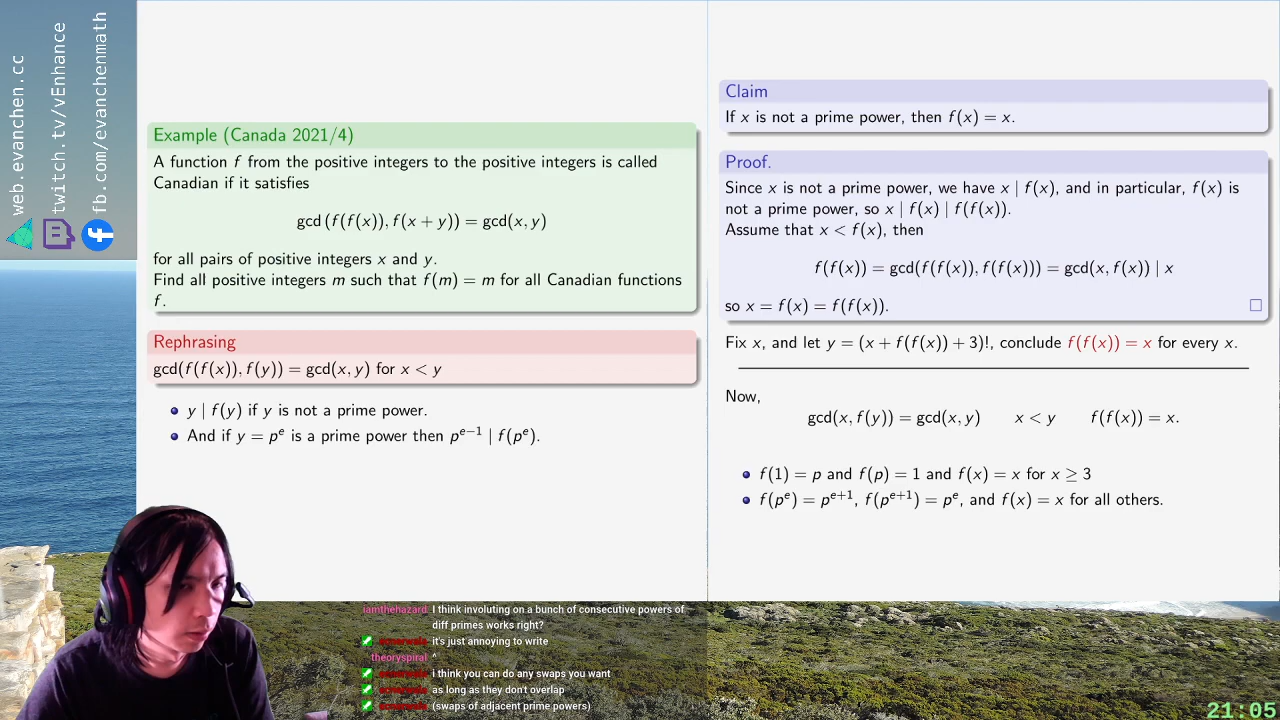 web.evanchen.cc
twitch.tv/vEnhance
fb.com/evanchenmath
Example (Canada 2021/4)
A function f from the positive integers to the positive integers is called
Canadian if it satisfies
gcd (f(f(x)), f(x + y)) = gcd(x, y)
for all pairs of positive integers x and y.
Find all positive integers m such that f(m) = m for all Canadian functions
f.
Rephrasing
gcd(f(f(x)), f(y)) = gcd(x, y) for x < y
y | f(y) if y is not a prime power.
And if y = p^e is a prime power then p^{e−1} | f(p^e).
Claim
If x is not a prime power, then f(x) = x.
Proof.
Since x is not a prime power, we have x | f(x), and in particular, f(x) is
not a prime power, so x | f(x) | f(f(x)).
Assume that x < f(x), then
f(f(x)) = gcd(f(f(x)), f(f(x))) = gcd(x, f(x)) | x
so x = f(x) = f(f(x)).
Fix x, and let y = (x + f(f(x)) + 3)!, conclude f(f(x)) = x for every x.
Now,
gcd(x, f(y)) = gcd(x, y) x < y f(f(x)) = x.
f(1) = p and f(p) = 1 and f(x) = x for x ≥ 3
f(p^e) = p^{e+1}, f(p^{e+1}) = p^e, and f(x) = x for all others.
iamthehazard: I think involuting on a bunch of consecutive powers of
diff primes works right?
it's just annoying to write
theoryspiral: ^
I think you can do any swaps you want
as long as they don't overlap
(swaps of adjacent prime powers)
21:05